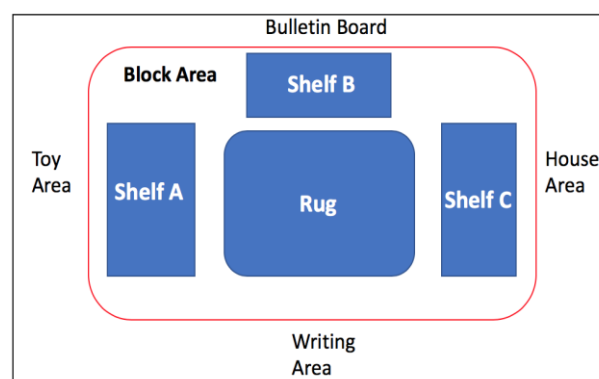 Bulletin Board
Block Area
Shelf B
Toy
Area
House
Area
Shelf A
Rug
Shelf C
Writing
Area